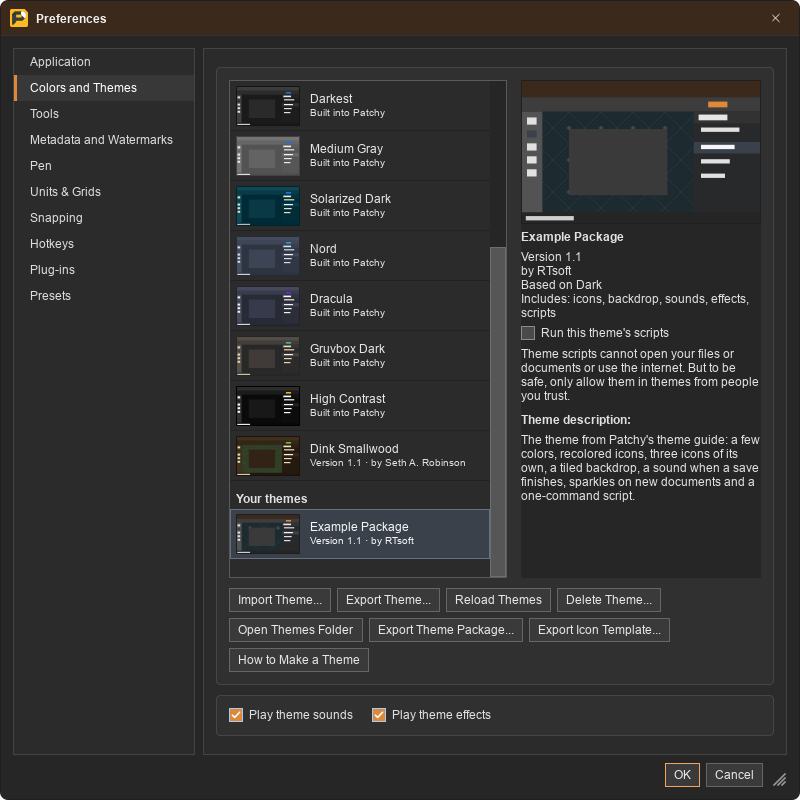 Preferences
Application
Colors and Themes
Tools
Metadata and Watermarks
Pen
Units & Grids
Snapping
Hotkeys
Plug-ins
Presets
Darkest
Built into Patchy
Medium Gray
Built into Patchy
Solarized Dark
Built into Patchy
Nord
Built into Patchy
Dracula
Built into Patchy
Gruvbox Dark
Built into Patchy
High Contrast
Built into Patchy
Dink Smallwood
Version 1.1 · by Seth A. Robinson
Your themes
Example Package
Version 1.1 · by RTsoft
Example Package
Version 1.1
by RTsoft
Based on Dark
Includes: icons, backdrop, sounds, effects,
scripts
Run this theme's scripts
Theme scripts cannot open your files or
documents or use the internet. But to be
safe, only allow them in themes from people
you trust.
Theme description:
The theme from Patchy's theme guide: a few
colors, recolored icons, three icons of its
own, a tiled backdrop, a sound when a save
finishes, sparkles on new documents and a
one-command script.
Import Theme...
Export Theme...
Reload Themes
Delete Theme...
Open Themes Folder
Export Theme Package...
Export Icon Template...
How to Make a Theme
Play theme sounds
Play theme effects
OK
Cancel